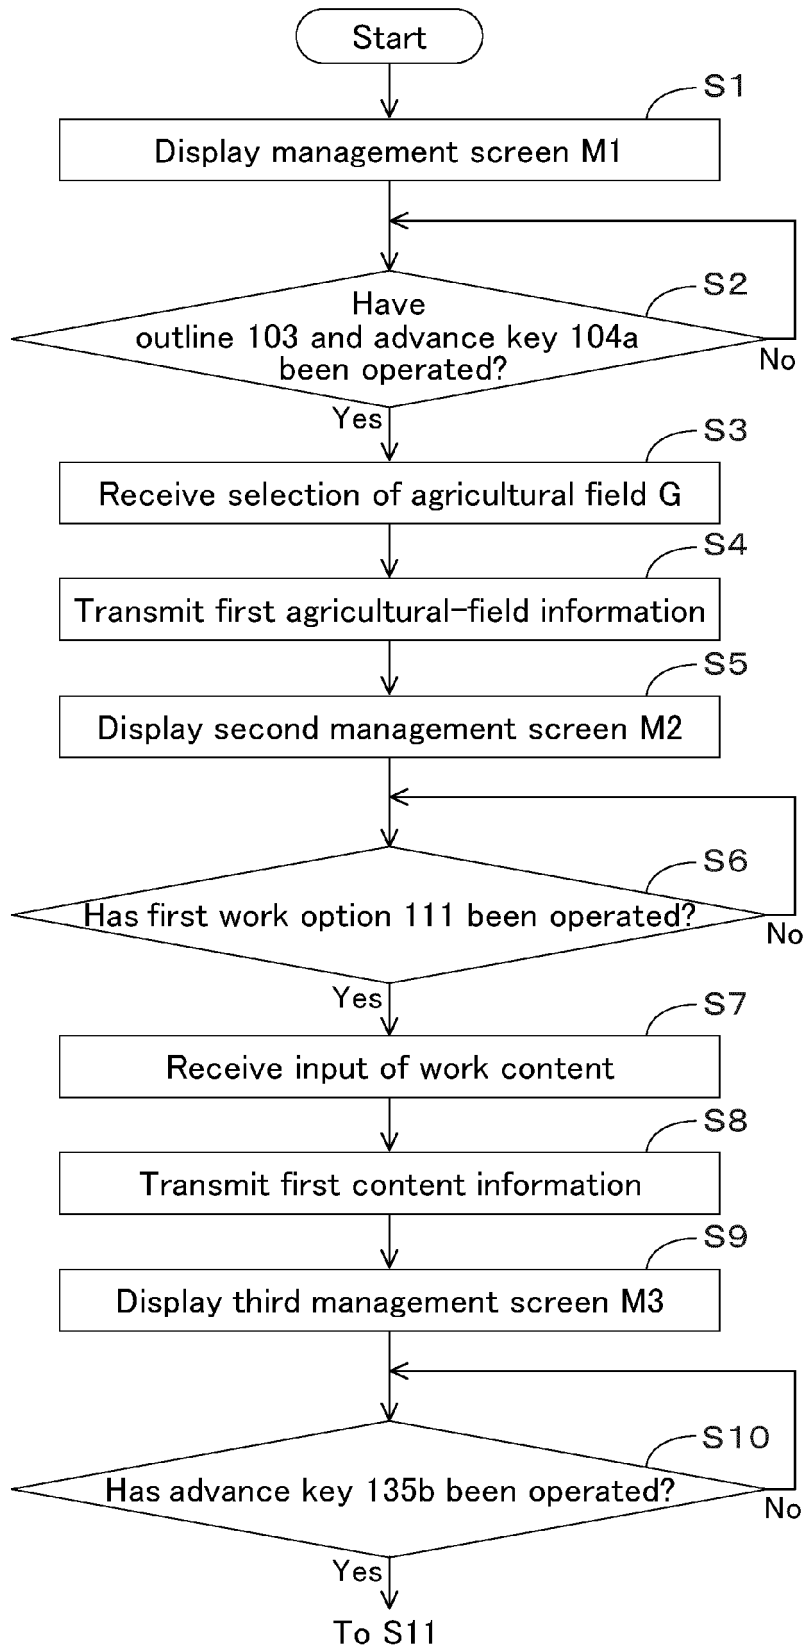 Start
S1
Display management screen M1
S2
Have
outline 103 and advance key 104a
been operated?
No
Yes
S3
Receive selection of agricultural field G
S4
Transmit first agricultural-field information
S5
Display second management screen M2
S6
Has first work option 111 been operated?
No
Yes
S7
Receive input of work content
S8
Transmit first content information
S9
Display third management screen M3
S10
Has advance key 135b been operated?
No
Yes
To S11